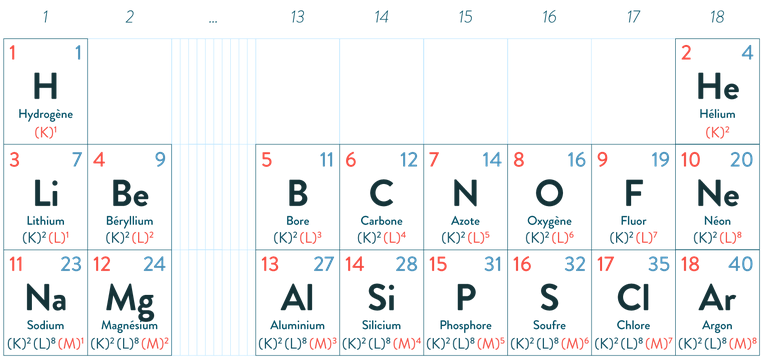 1 2 ... 13 14 15 16 17 18
1 1 2 4
H He
Hydrogène Hélium
(K)¹ (K)²
3 7 4 9 5 11 6 12 7 14 8 16 9 19 10 20
Li Be B C N O F Ne
Lithium Béryllium Bore Carbone Azote Oxygène Fluor Néon
(K)²(L)¹ (K)²(L)² (K)²(L)³ (K)²(L)⁴ (K)²(L)⁵ (K)²(L)⁶ (K)²(L)⁷ (K)²(L)⁸
11 23 12 24 13 27 14 28 15 31 16 32 17 35 18 40
Na Mg Al Si P S Cl Ar
Sodium Magnésium Aluminium Silicium Phosphore Soufre Chlore Argon
(K)²(L)⁸(M)¹ (K)²(L)⁸(M)² (K)²(L)⁸(M)³ (K)²(L)⁸(M)⁴ (K)²(L)⁸(M)⁵ (K)²(L)⁸(M)⁶ (K)²(L)⁸(M)⁷ (K)²(L)⁸(M)⁸